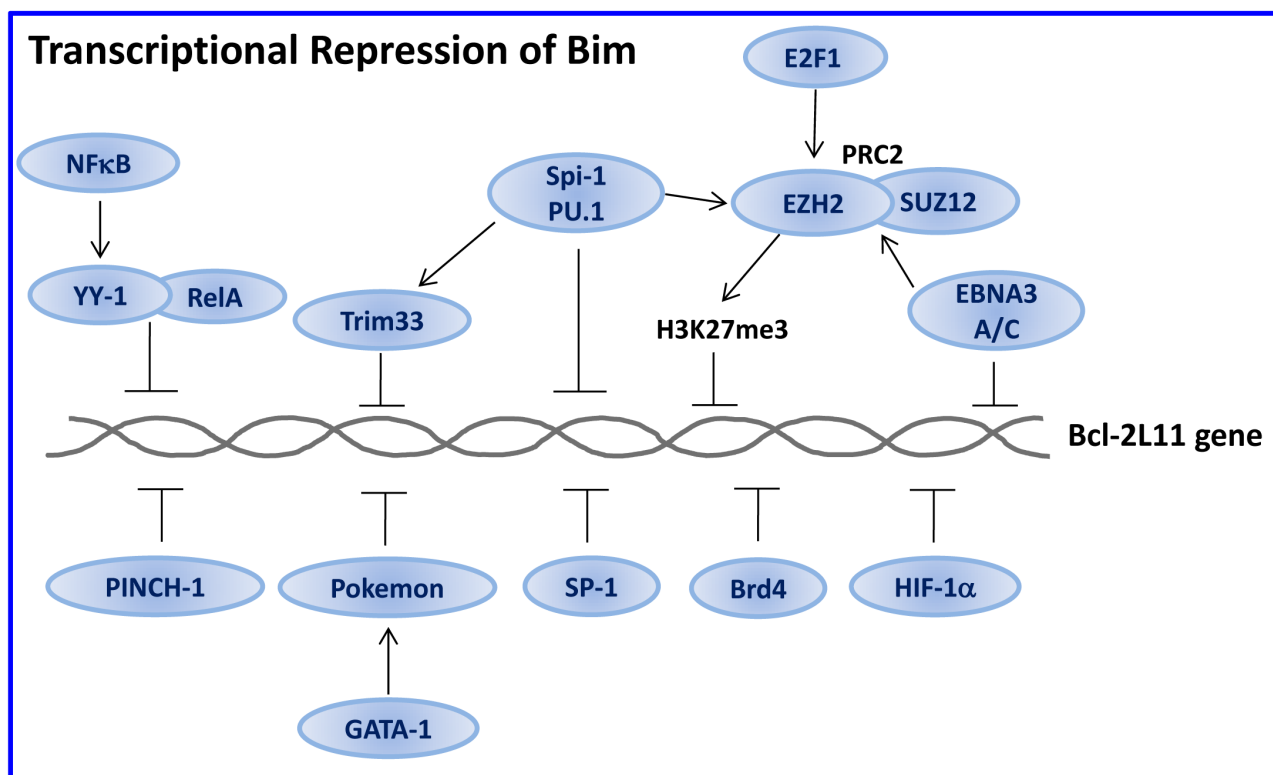 Transcriptional Repression of Bim
E2F1
NFκB
PRC2
Spi-1
PU.1
EZH2
SUZ12
YY-1
RelA
Trim33
H3K27me3
EBNA3
A/C
Bcl-2L11 gene
PINCH-1
Pokemon
SP-1
Brd4
HIF-1α
GATA-1